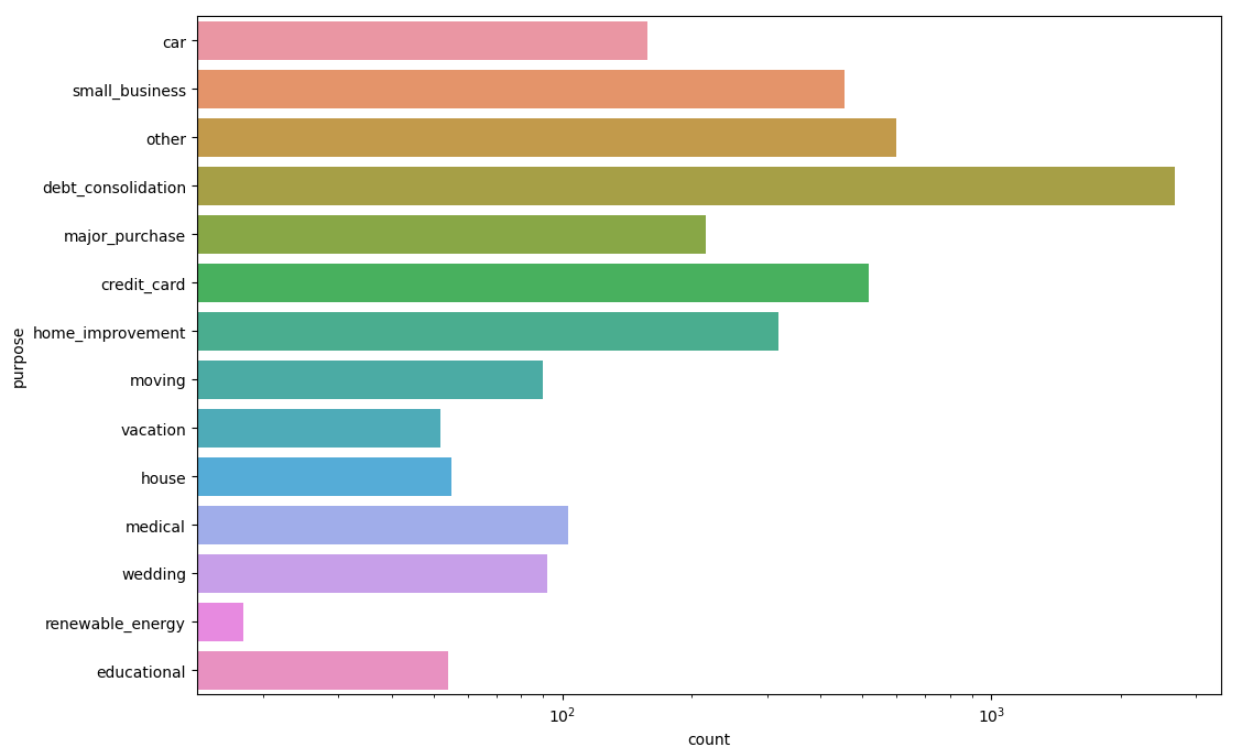 car
small_business
other
debt_consolidation
major_purchase
credit_card
home_improvement
moving
vacation
house
medical
wedding
renewable_energy
educational
purpose
10²
10³
count